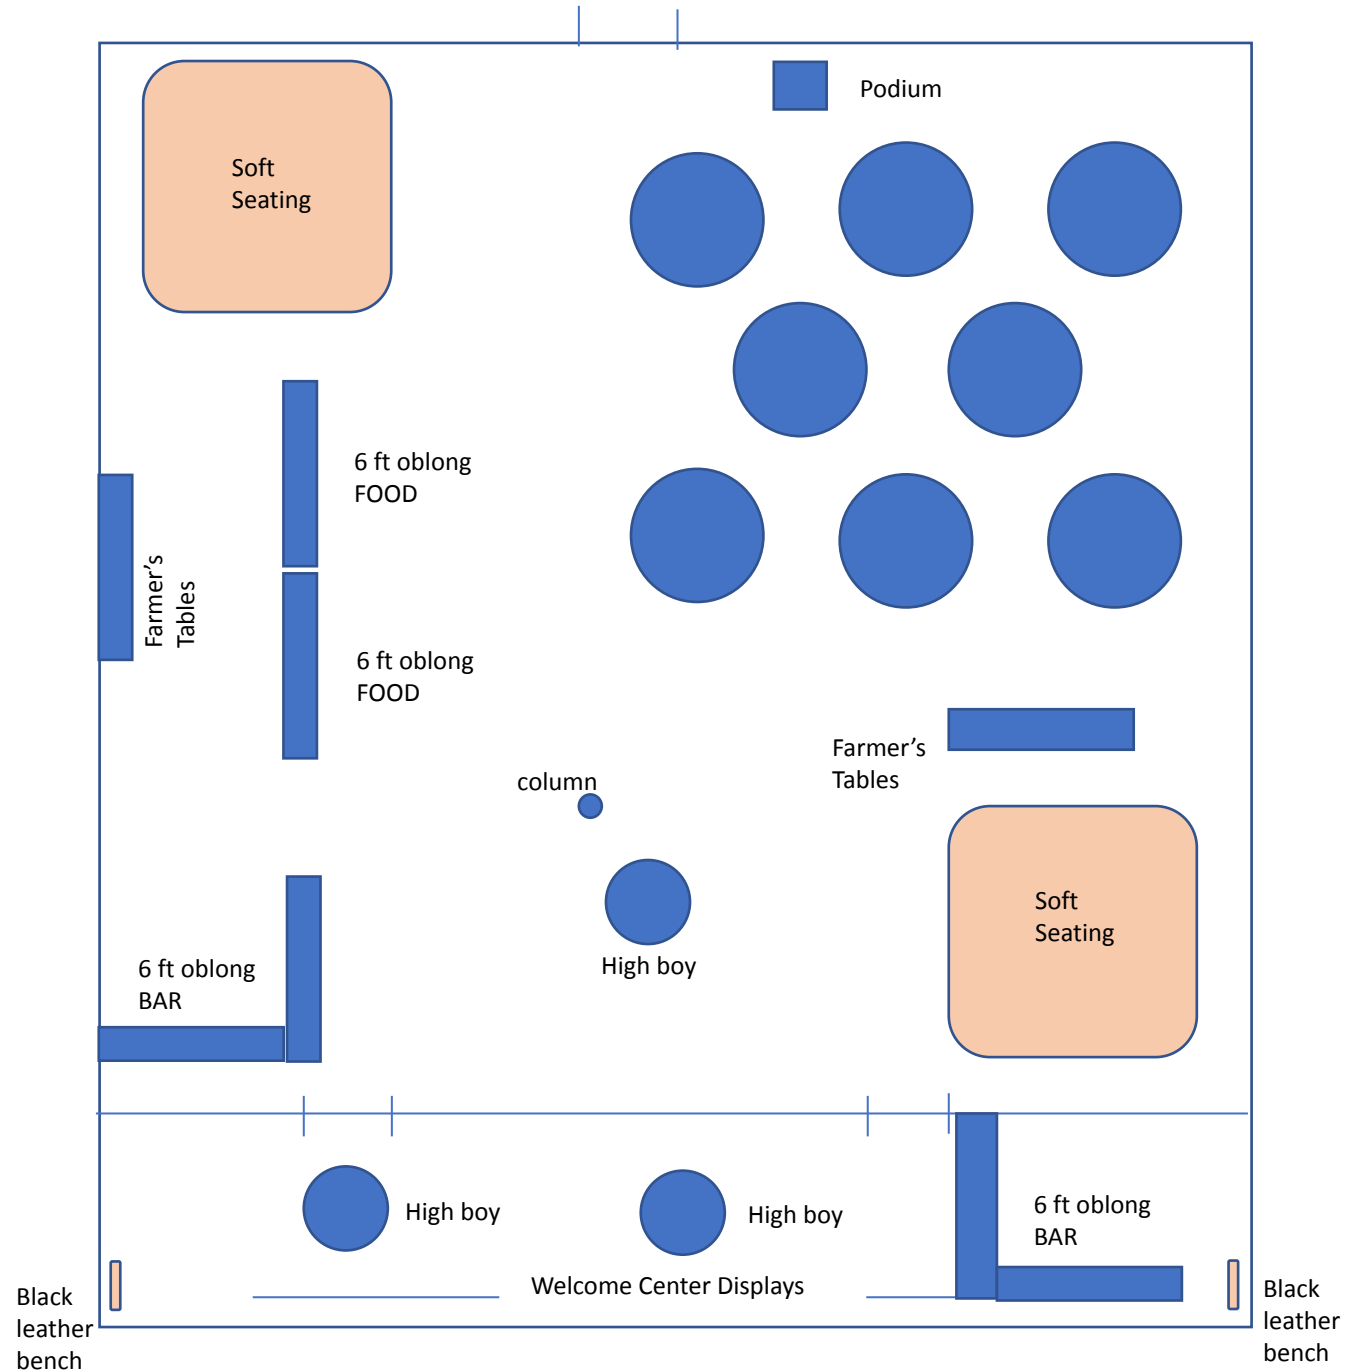 Podium
Soft
Seating
6 ft oblong
FOOD
Farmer’s
Tables
6 ft oblong
FOOD
Farmer’s
Tables
column
Soft
Seating
High boy
6 ft oblong
BAR
High boy
High boy
6 ft oblong
BAR
Welcome Center Displays
Black
leather
bench
Black
leather
bench